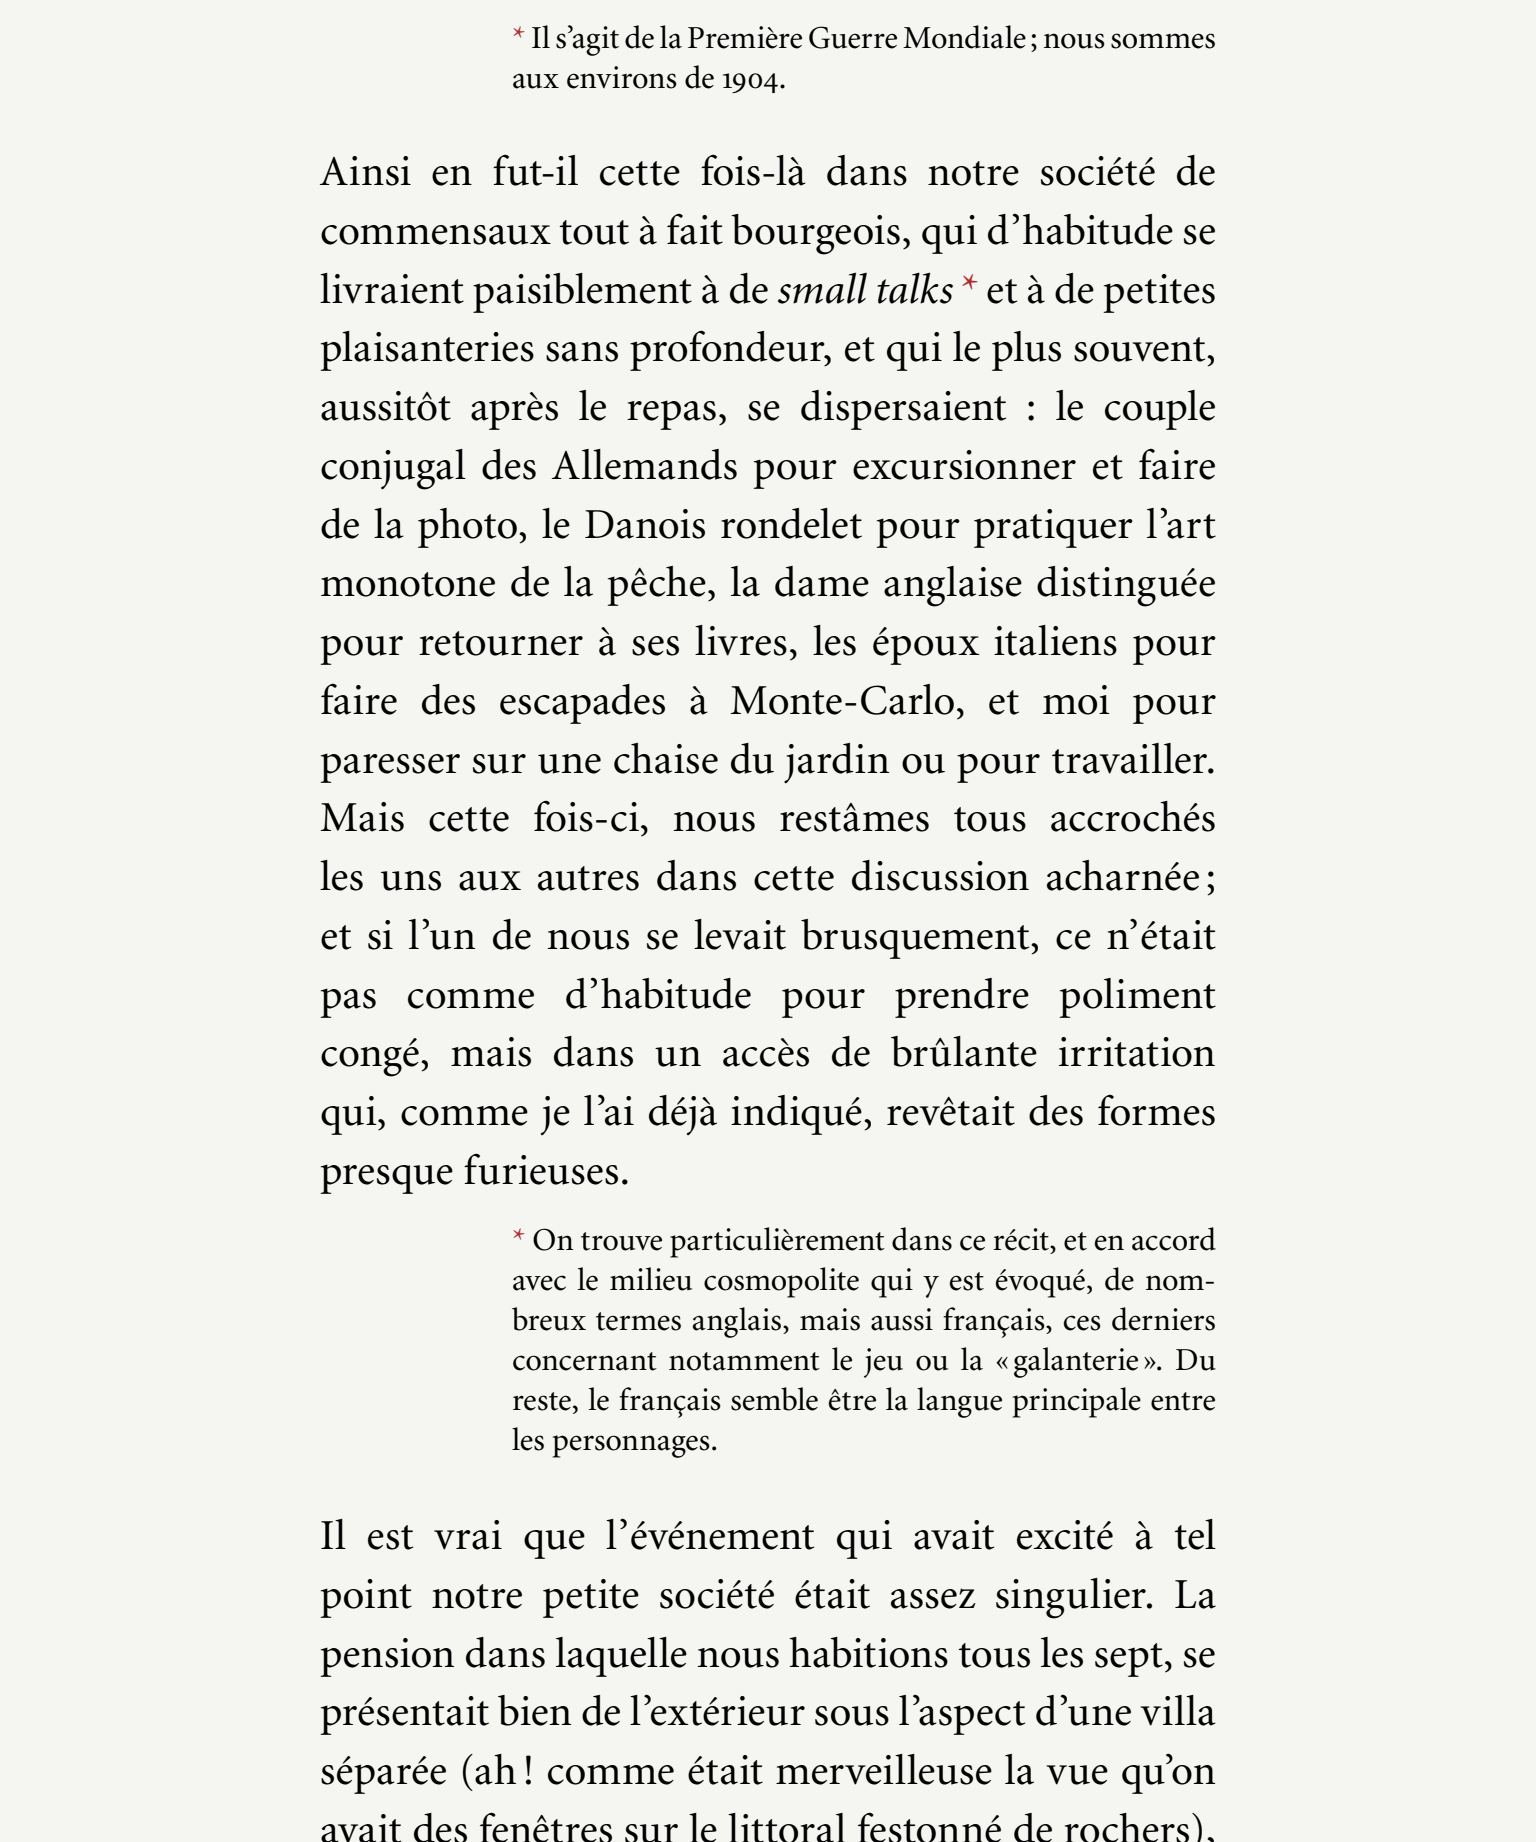 * Il s’agit de la Première Guerre Mondiale ; nous sommes
aux environs de 1904.
Ainsi en fut-il cette fois-là dans notre société de
commensaux tout à fait bourgeois, qui d’habitude se
livraient paisiblement à de small talks * et à de petites
plaisanteries sans profondeur, et qui le plus souvent,
aussitôt après le repas, se dispersaient : le couple
conjugal des Allemands pour excursionner et faire
de la photo, le Danois rondelet pour pratiquer l’art
monotone de la pêche, la dame anglaise distinguée
pour retourner à ses livres, les époux italiens pour
faire des escapades à Monte-Carlo, et moi pour
paresser sur une chaise du jardin ou pour travailler.
Mais cette fois-ci, nous restâmes tous accrochés
les uns aux autres dans cette discussion acharnée ;
et si l’un de nous se levait brusquement, ce n’était
pas comme d’habitude pour prendre poliment
congé, mais dans un accès de brûlante irritation
qui, comme je l’ai déjà indiqué, revêtait des formes
presque furieuses.
* On trouve particulièrement dans ce récit, et en accord
avec le milieu cosmopolite qui y est évoqué, de nom-
breux termes anglais, mais aussi français, ces derniers
concernant notamment le jeu ou la « galanterie ». Du
reste, le français semble être la langue principale entre
les personnages.
Il est vrai que l’événement qui avait excité à tel
point notre petite société était assez singulier. La
pension dans laquelle nous habitions tous les sept, se
présentait bien de l’extérieur sous l’aspect d’une villa
séparée (ah ! comme était merveilleuse la vue qu’on
avait des fenêtres sur le littoral festonné de rochers),